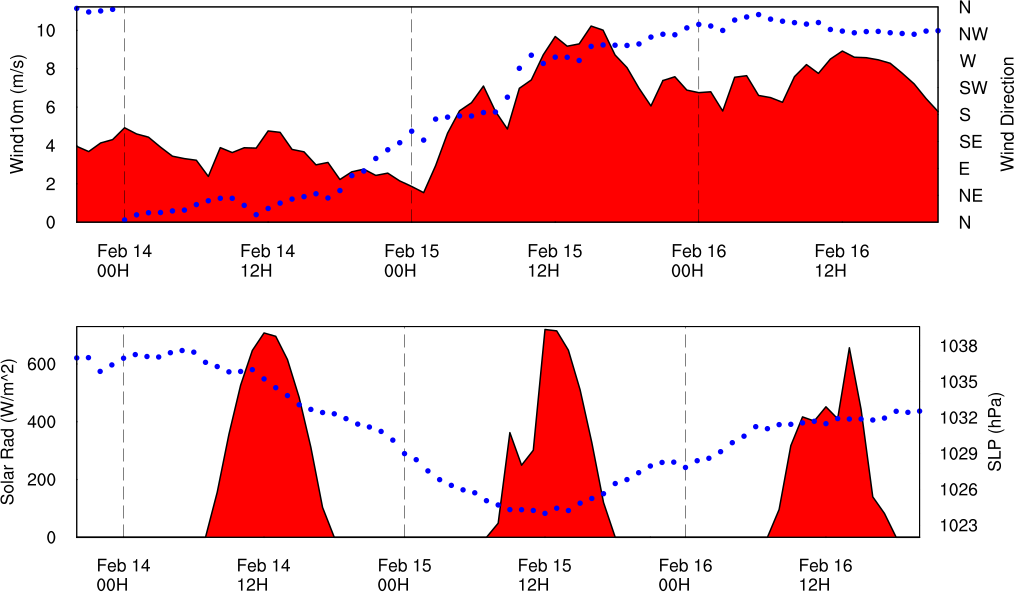 Wind10m (m/s)
10
8
6
4
2
0
N
NW
W
SW
S
SE
E
NE
N
Wind Direction
Feb 14 Feb 14 Feb 15 Feb 15 Feb 16 Feb 16
00H 12H 00H 12H 00H 12H
Solar Rad (W/m^2)
600
400
200
0
1038
1035
1032
1029
1026
1023
SLP (hPa)
Feb 14 Feb 14 Feb 15 Feb 15 Feb 16 Feb 16
00H 12H 00H 12H 00H 12H